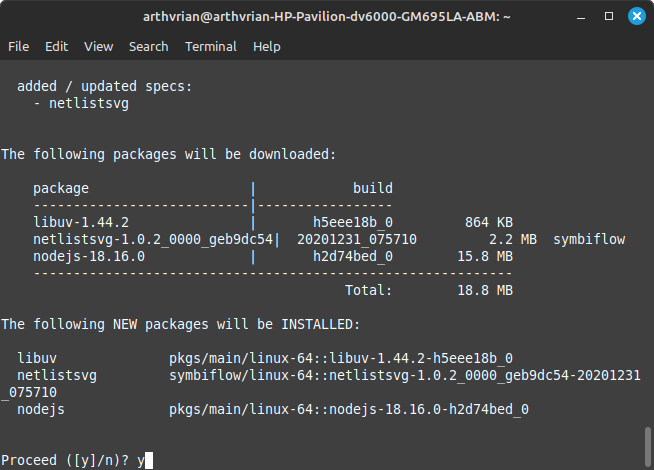 arthvrian@arthvrian-HP-Pavilion-dv6000-GM695LA-ABM: ~
File Edit View Search Terminal Help
added / updated specs:
- netlistsvg
The following packages will be downloaded:
package | build
---------------------------|-----------------
libuv-1.44.2 | h5eee18b_0 864 KB
netlistsvg-1.0.2_0000_geb9dc54| 20201231_075710 2.2 MB symbiflow
nodejs-18.16.0 | h2d74bed_0 15.8 MB
------------------------------------------------------------
Total: 18.8 MB
The following NEW packages will be INSTALLED:
libuv pkgs/main/linux-64::libuv-1.44.2-h5eee18b_0
netlistsvg symbiflow/linux-64::netlistsvg-1.0.2_0000_geb9dc54-20201231
_075710
nodejs pkgs/main/linux-64::nodejs-18.16.0-h2d74bed_0
Proceed ([y]/n)? y